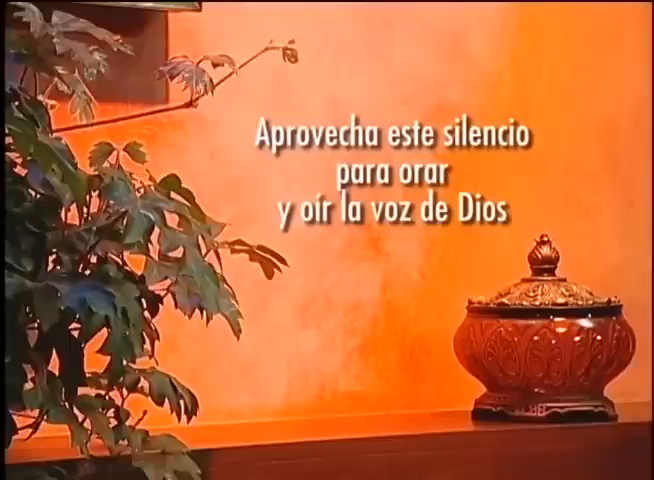 Aprovecha este silencio
para orar
y oír la voz de Dios